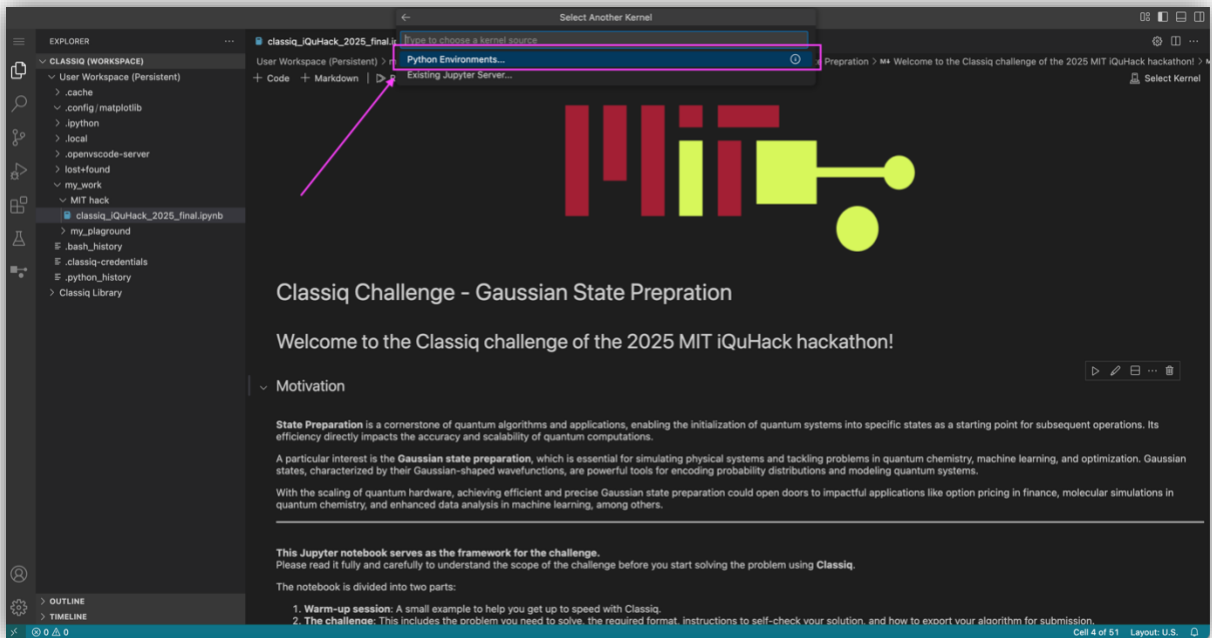 Select Another Kernel
Type to choose a kernel source
Python Environments...
Existing Jupyter Server...
EXPLORER
CLASSIQ (WORKSPACE)
User Workspace (Persistent)
.cache
.config/matplotlib
.ipython
.local
.openvscode-server
lost+found
my_work
MIT hack
classiq_iQuHack_2025_final.ipynb
my_plaground
.bash_history
.classiq-credentials
.python_history
Classiq Library
OUTLINE
TIMELINE
classiq_iQuHack_2025_final.i
User Workspace (Persistent) >
Prepration > M↓ Welcome to the Classiq challenge of the 2025 MIT iQuHack hackathon! >
+ Code + Markdown
Select Kernel
MIT
Classiq Challenge - Gaussian State Prepration
Welcome to the Classiq challenge of the 2025 MIT iQuHack hackathon!
Motivation
State Preparation is a cornerstone of quantum algorithms and applications, enabling the initialization of quantum systems into specific states as a starting point for subsequent operations. Its
efficiency directly impacts the accuracy and scalability of quantum computations.
A particular interest is the Gaussian state preparation, which is essential for simulating physical systems and tackling problems in quantum chemistry, machine learning, and optimization. Gaussian
states, characterized by their Gaussian-shaped wavefunctions, are powerful tools for encoding probability distributions and modeling quantum systems.
With the scaling of quantum hardware, achieving efficient and precise Gaussian state preparation could open doors to impactful applications like option pricing in finance, molecular simulations in
quantum chemistry, and enhanced data analysis in machine learning, among others.
This Jupyter notebook serves as the framework for the challenge.
Please read it fully and carefully to understand the scope of the challenge before you start solving the problem using Classiq.
The notebook is divided into two parts:
1. Warm-up session: A small example to help you get up to speed with Classiq.
2. The challenge: This includes the problem you need to solve, the required format, instructions to self-check your solution, and how to export your algorithm for submission.
0 0
Cell 4 of 51 Layout: U.S.